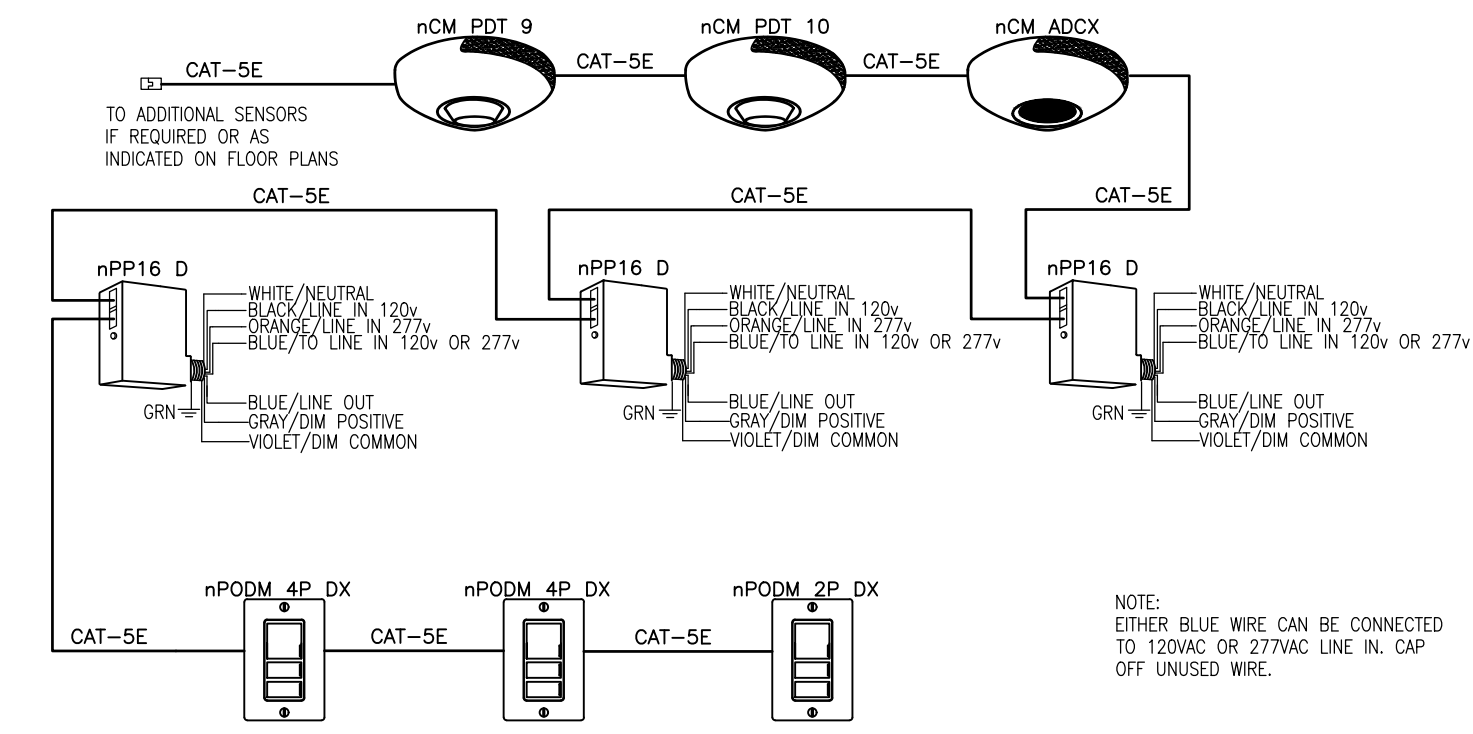 nCM PDT 9
nCM PDT 10
nCM ADCX
CAT-5E
CAT-5E
CAT-5E
TO ADDITIONAL SENSORS
IF REQUIRED OR AS
INDICATED ON FLOOR PLANS
CAT-5E
CAT-5E
CAT-5E
nPP16 D
WHITE/NEUTRAL
BLACK/LINE IN 120v
ORANGE/LINE IN 277v
BLUE/TO LINE IN 120v OR 277v
GRN
BLUE/LINE OUT
GRAY/DIM POSITIVE
VIOLET/DIM COMMON
nPP16 D
WHITE/NEUTRAL
BLACK/LINE IN 120v
ORANGE/LINE IN 277v
BLUE/TO LINE IN 120v OR 277v
GRN
BLUE/LINE OUT
GRAY/DIM POSITIVE
VIOLET/DIM COMMON
nPP16 D
WHITE/NEUTRAL
BLACK/LINE IN 120v
ORANGE/LINE IN 277v
BLUE/TO LINE IN 120v OR 277v
GRN
BLUE/LINE OUT
GRAY/DIM POSITIVE
VIOLET/DIM COMMON
nPODM 4P DX
nPODM 4P DX
nPODM 2P DX
CAT-5E
CAT-5E
CAT-5E
NOTE:
EITHER BLUE WIRE CAN BE CONNECTED
TO 120VAC OR 277VAC LINE IN. CAP
OFF UNUSED WIRE.